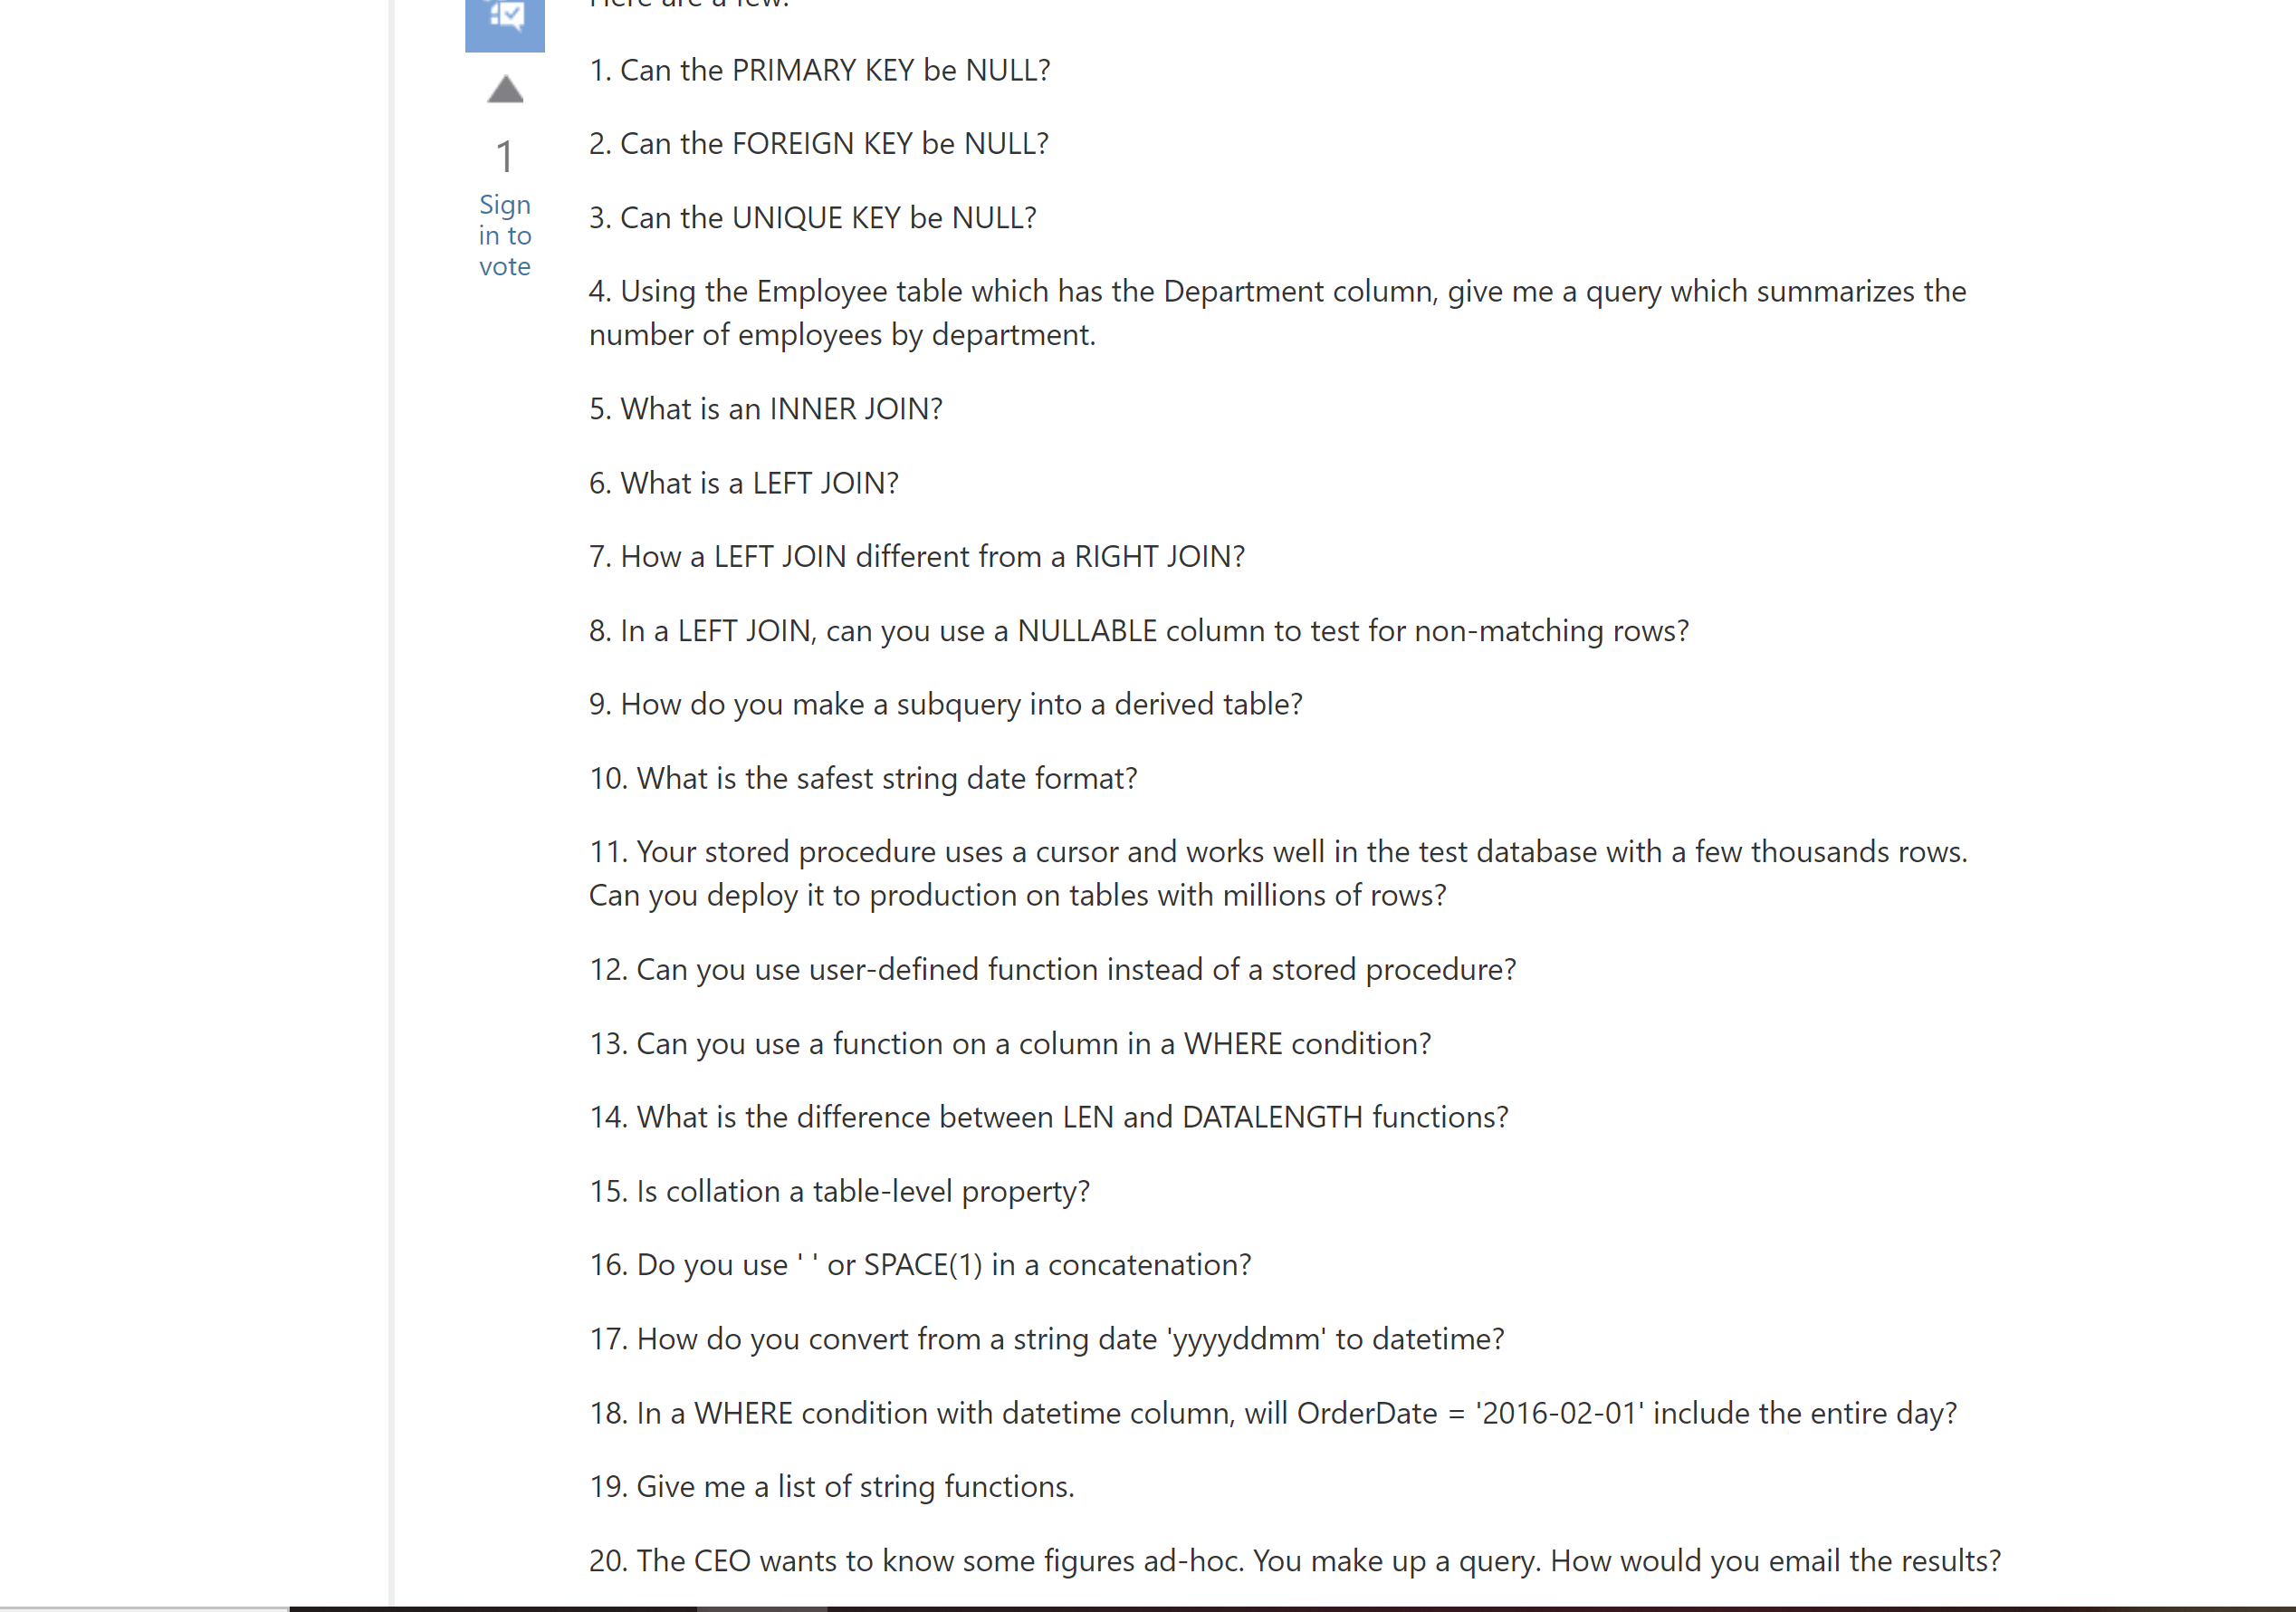 Here are a few:
1. Can the PRIMARY KEY be NULL?
1
2. Can the FOREIGN KEY be NULL?
Sign
in to
vote
3. Can the UNIQUE KEY be NULL?
4. Using the Employee table which has the Department column, give me a query which summarizes the
number of employees by department.
5. What is an INNER JOIN?
6. What is a LEFT JOIN?
7. How a LEFT JOIN different from a RIGHT JOIN?
8. In a LEFT JOIN, can you use a NULLABLE column to test for non-matching rows?
9. How do you make a subquery into a derived table?
10. What is the safest string date format?
11. Your stored procedure uses a cursor and works well in the test database with a few thousands rows.
Can you deploy it to production on tables with millions of rows?
12. Can you use user-defined function instead of a stored procedure?
13. Can you use a function on a column in a WHERE condition?
14. What is the difference between LEN and DATALENGTH functions?
15. Is collation a table-level property?
16. Do you use ' ' or SPACE(1) in a concatenation?
17. How do you convert from a string date 'yyyyddmm' to datetime?
18. In a WHERE condition with datetime column, will OrderDate = '2016-02-01' include the entire day?
19. Give me a list of string functions.
20. The CEO wants to know some figures ad-hoc. You make up a query. How would you email the results?